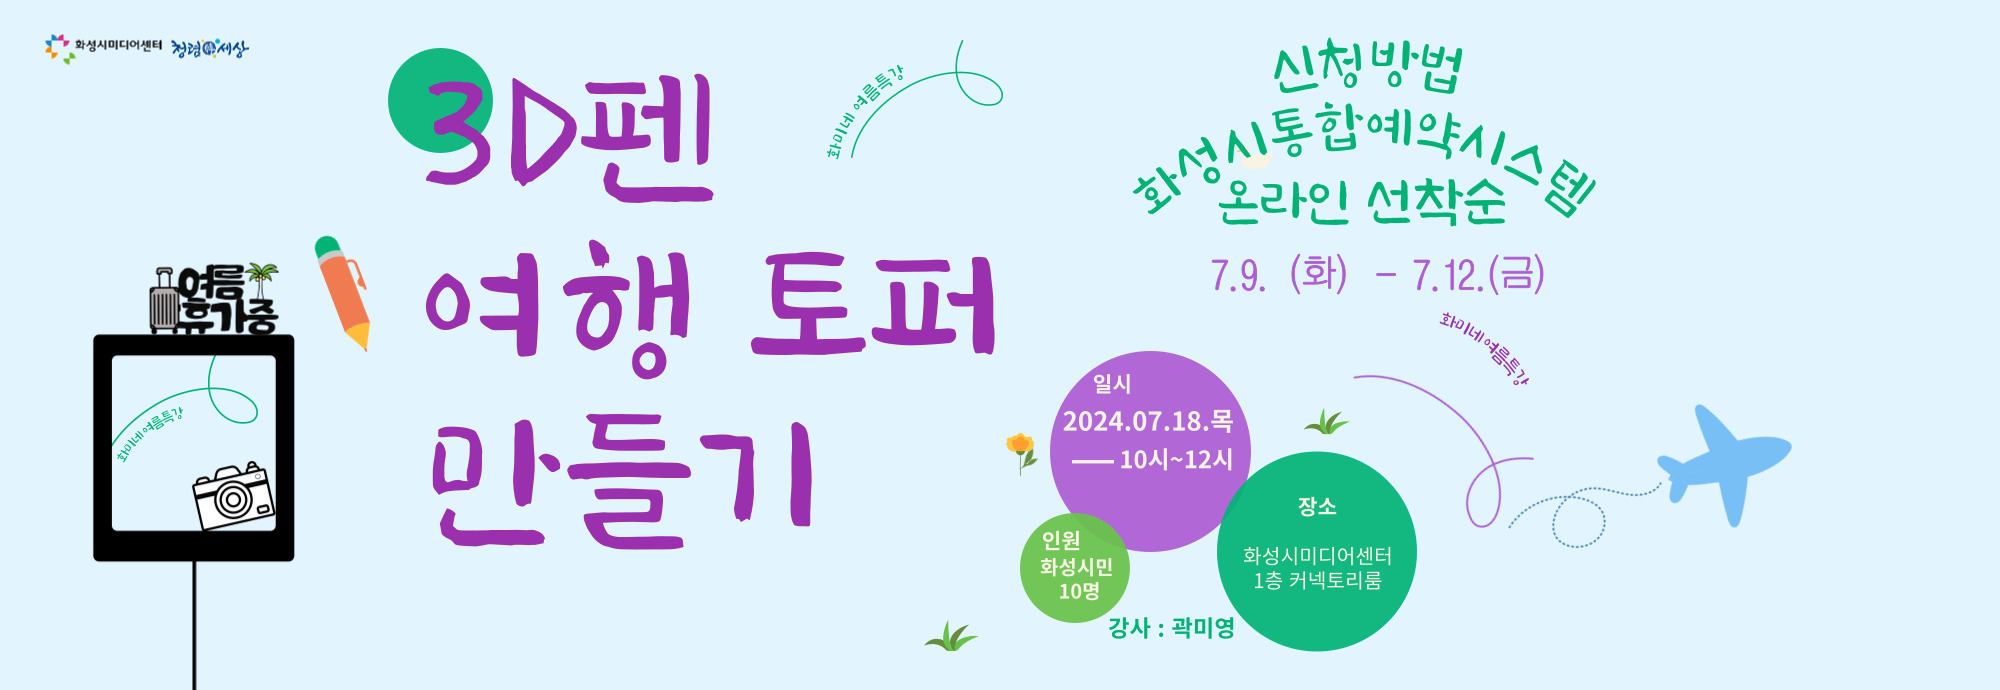 화성시미디어센터 청렴해세상
3D펜
여행 토퍼
만들기
화미네 여름특강
여름
휴가중
화미네 여름특강
신청방법
화성시통합예약시스템
온라인 선착순
7.9. (화) - 7.12.(금)
화미네 여름특강
일시
2024.07.18.목
10시~12시
인원
화성시민
10명
장소
화성시미디어센터
1층 커넥토리룸
강사 : 곽미영